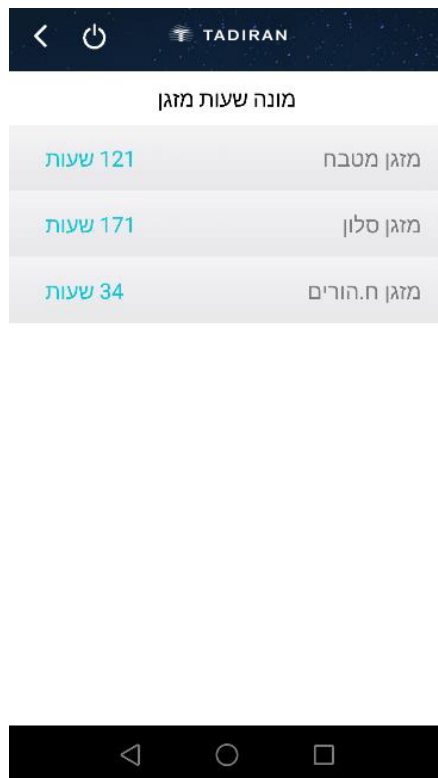 TADIRAN
מונה שעות מזגן
מזגן מטבח 121 שעות
מזגן סלון 171 שעות
מזגן ח.הורים 34 שעות